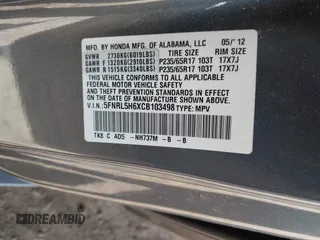 MFD. BY HONDA MFG. OF ALABAMA, LLC 05/'12
GVWR 2730KG(6019LBS) TIRE SIZE RIM SIZE
GAWR F 1320KG(2910LBS) P235/65R17 103T 17X7J
GAWR R 1515KG(3340LBS) P235/65R17 103T 17X7J
THIS VEHICLE CONFORMS TO ALL APPLICABLE
FEDERAL MOTOR VEHICLE SAFETY AND
THEFT PREVENTION STANDARDS IN EFFECT ON
THE DATE OF MANUFACTURE SHOWN ABOVE.
V.I.N.:5FNRL5H6XCB103498 TYPE: MPV
TK8 C AD5 -NH737M -B -B
DREAMBID